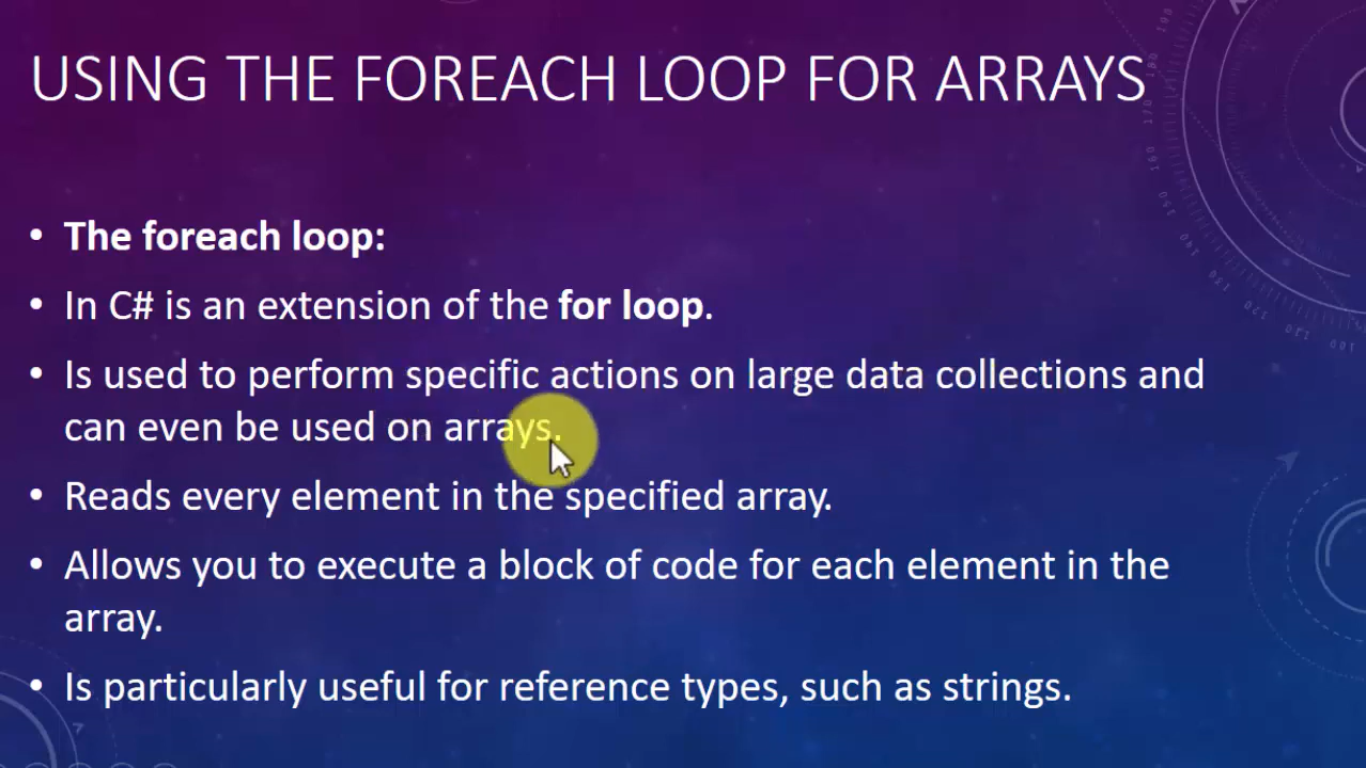 USING THE FOREACH LOOP FOR ARRAYS
• The foreach loop:
• In C# is an extension of the for loop.
• Is used to perform specific actions on large data collections and
can even be used on arrays.
• Reads every element in the specified array.
• Allows you to execute a block of code for each element in the
array.
• Is particularly useful for reference types, such as strings.